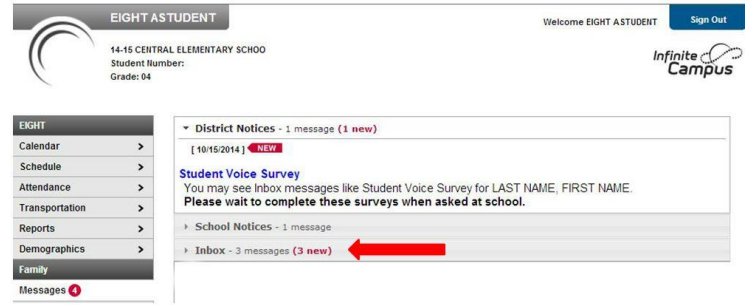 EIGHT ASTUDENT
Welcome EIGHT ASTUDENT
Sign Out
14-15 CENTRAL ELEMENTARY SCHOO
Student Number:
Grade: 04
Infinite
Campus
EIGHT
Calendar >
Schedule >
Attendance >
Transportation >
Reports >
Demographics >
Family
Messages 4
District Notices - 1 message (1 new)
[ 10/15/2014 ] NEW
Student Voice Survey
You may see Inbox messages like Student Voice Survey for LAST NAME, FIRST NAME.
Please wait to complete these surveys when asked at school.
School Notices - 1 message
Inbox - 3 messages (3 new)